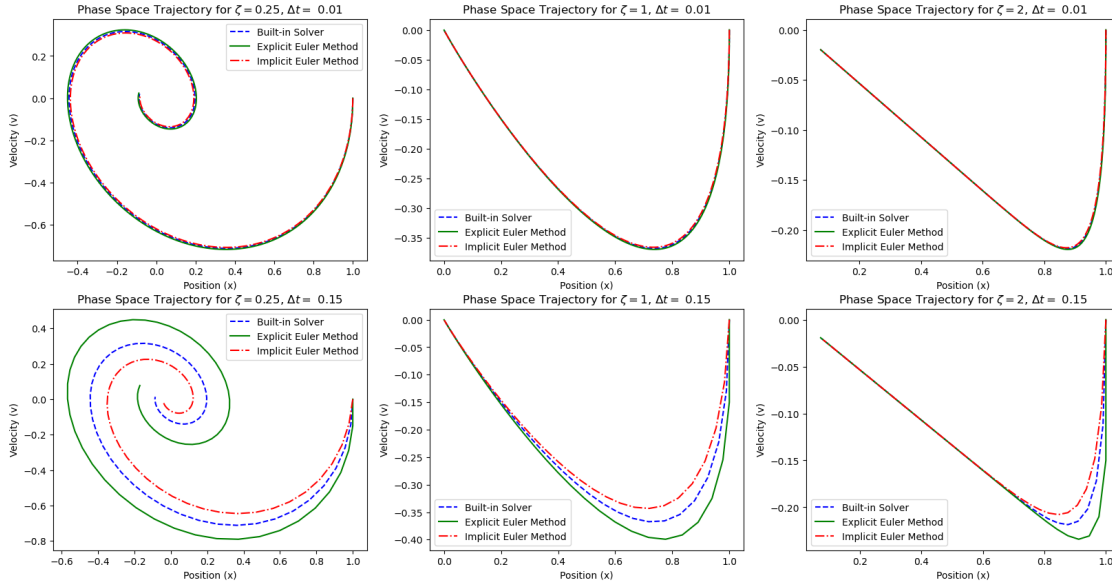 Phase Space Trajectory for ζ = 0.25, Δt = 0.01
Velocity (v)
0.2
0.0
−0.2
−0.4
−0.6
Built-in Solver
Explicit Euler Method
Implicit Euler Method
−0.4 −0.2 0.0 0.2 0.4 0.6 0.8 1.0
Position (x)
Phase Space Trajectory for ζ = 1, Δt = 0.01
Velocity (v)
0.00
−0.05
−0.10
−0.15
−0.20
−0.25
−0.30
−0.35
Built-in Solver
Explicit Euler Method
Implicit Euler Method
0.0 0.2 0.4 0.6 0.8 1.0
Position (x)
Phase Space Trajectory for ζ = 2, Δt = 0.01
Velocity (v)
0.00
−0.05
−0.10
−0.15
−0.20
Built-in Solver
Explicit Euler Method
Implicit Euler Method
0.2 0.4 0.6 0.8 1.0
Position (x)
Phase Space Trajectory for ζ = 0.25, Δt = 0.15
Velocity (v)
0.4
0.2
0.0
−0.2
−0.4
−0.6
−0.8
Built-in Solver
Explicit Euler Method
Implicit Euler Method
−0.6 −0.4 −0.2 0.0 0.2 0.4 0.6 0.8 1.0
Position (x)
Phase Space Trajectory for ζ = 1, Δt = 0.15
Velocity (v)
0.00
−0.05
−0.10
−0.15
−0.20
−0.25
−0.30
−0.35
−0.40
Built-in Solver
Explicit Euler Method
Implicit Euler Method
0.0 0.2 0.4 0.6 0.8 1.0
Position (x)
Phase Space Trajectory for ζ = 2, Δt = 0.15
Velocity (v)
0.00
−0.05
−0.10
−0.15
−0.20
Built-in Solver
Explicit Euler Method
Implicit Euler Method
0.2 0.4 0.6 0.8 1.0
Position (x)